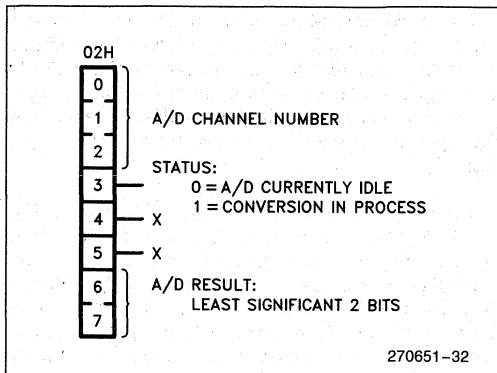 02H
0
1
2
A/D CHANNEL NUMBER
STATUS:
3
0 = A/D CURRENTLY IDLE
1 = CONVERSION IN PROCESS
4 X
5 X
6
7
A/D RESULT:
LEAST SIGNIFICANT 2 BITS
270651-32